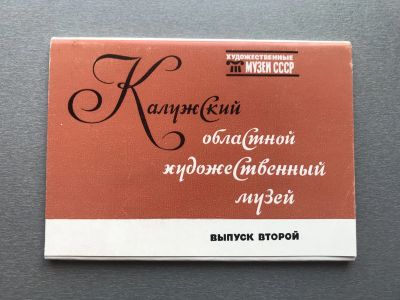 ХУДОЖЕСТВЕННЫЕ
МУЗЕИ СССР
Калужский
областной
художественный
музей
ВЫПУСК ВТОРОЙ